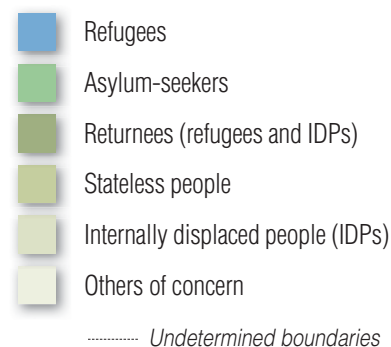 Refugees
Asylum-seekers
Returnees (refugees and IDPs)
Stateless people
Internally displaced people (IDPs)
Others of concern
Undetermined boundaries